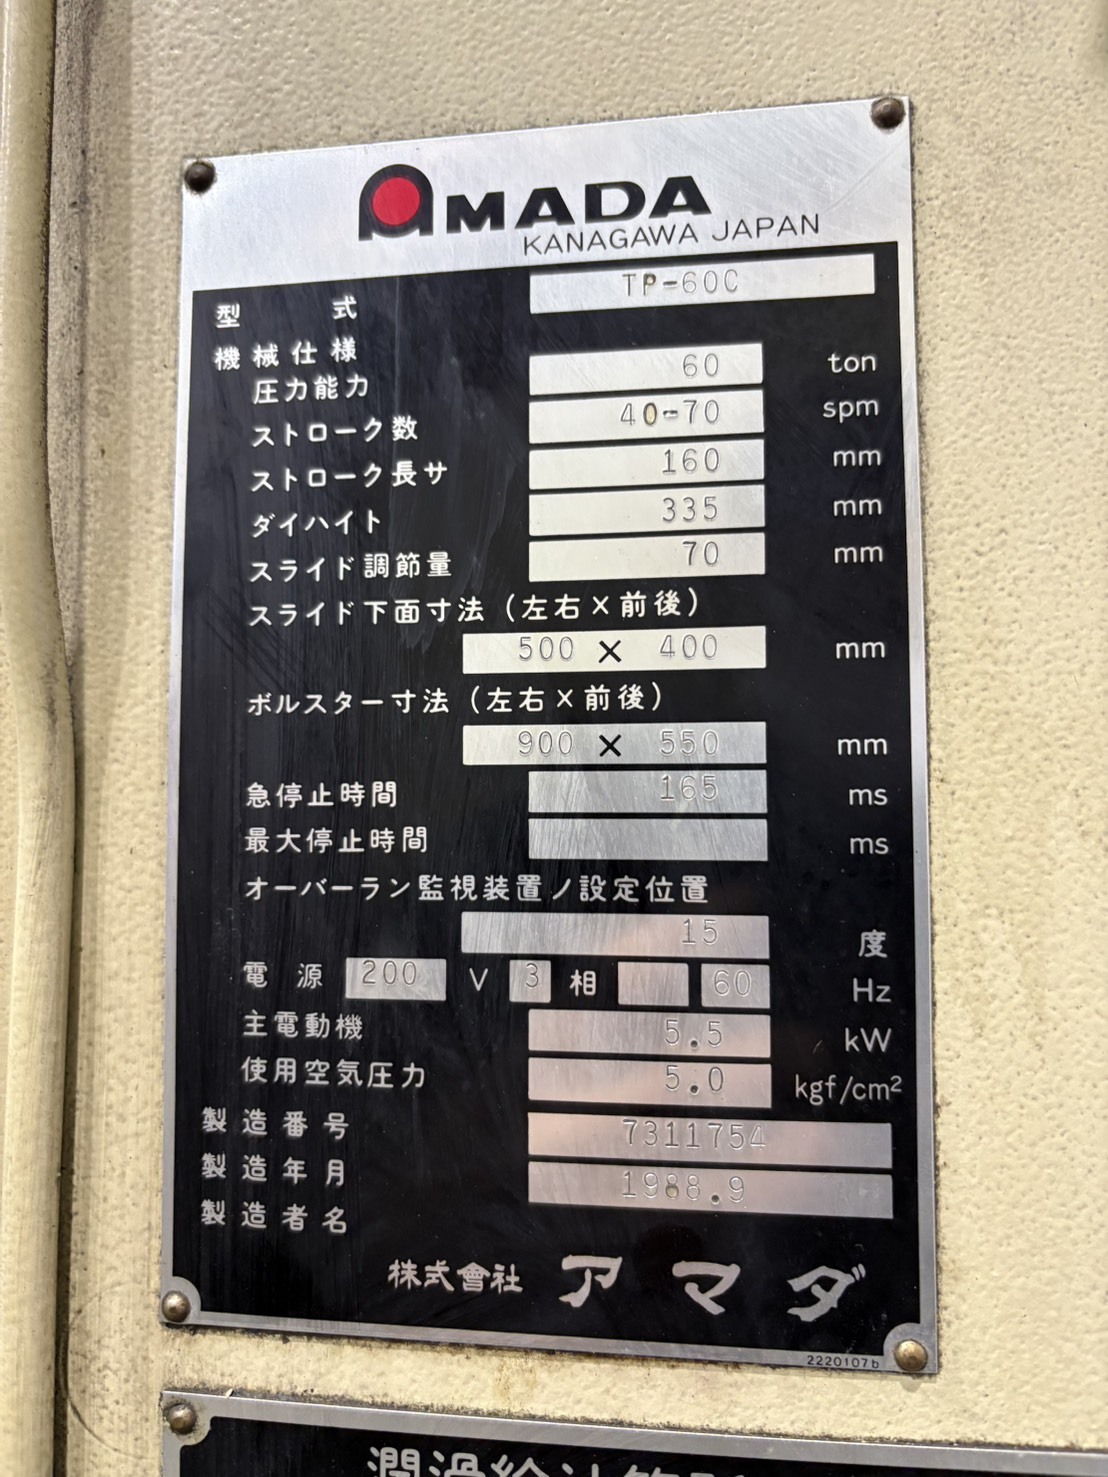 AMADA
KANAGAWA JAPAN
型式 TP-60C
機械仕様
圧力能力 60 ton
ストローク数 40-70 spm
ストローク長サ 160 mm
ダイハイト 335 mm
スライド調節量 70 mm
スライド下面寸法(左右×前後)
500 × 400 mm
ボルスター寸法(左右×前後)
900 × 550 mm
急停止時間 165 ms
最大停止時間 ms
オーバーラン監視装置ノ設定位置
15 度
電源 200 V 3 相 60 Hz
主電動機 5.5 kW
使用空気圧力 5.0 kgf/cm²
製造番号 7311754
製造年月 1988.9
製造者名
株式會社 アマダ
2220107b
潤滑給油